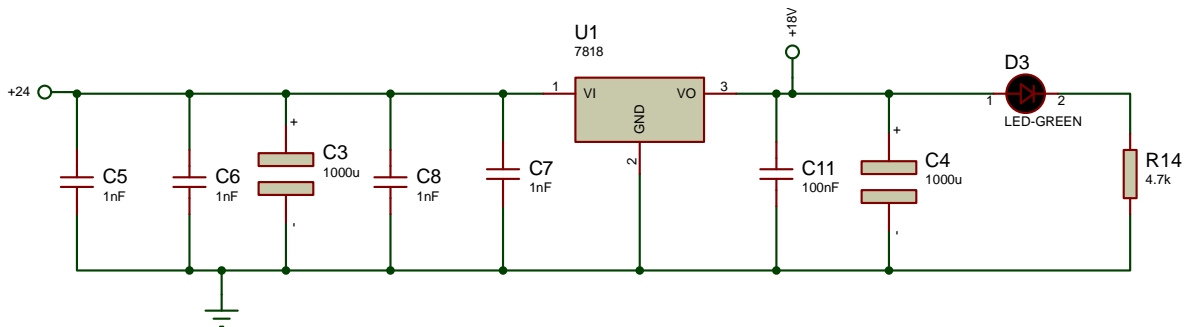 +24
C5
1nF
C6
1nF
+
C3
1000u
-
C8
1nF
C7
1nF
U1
7818
1
VI
VO
3
GND
2
+18V
C11
100nF
+
C4
1000u
-
D3
1
2
LED-GREEN
R14
4.7k